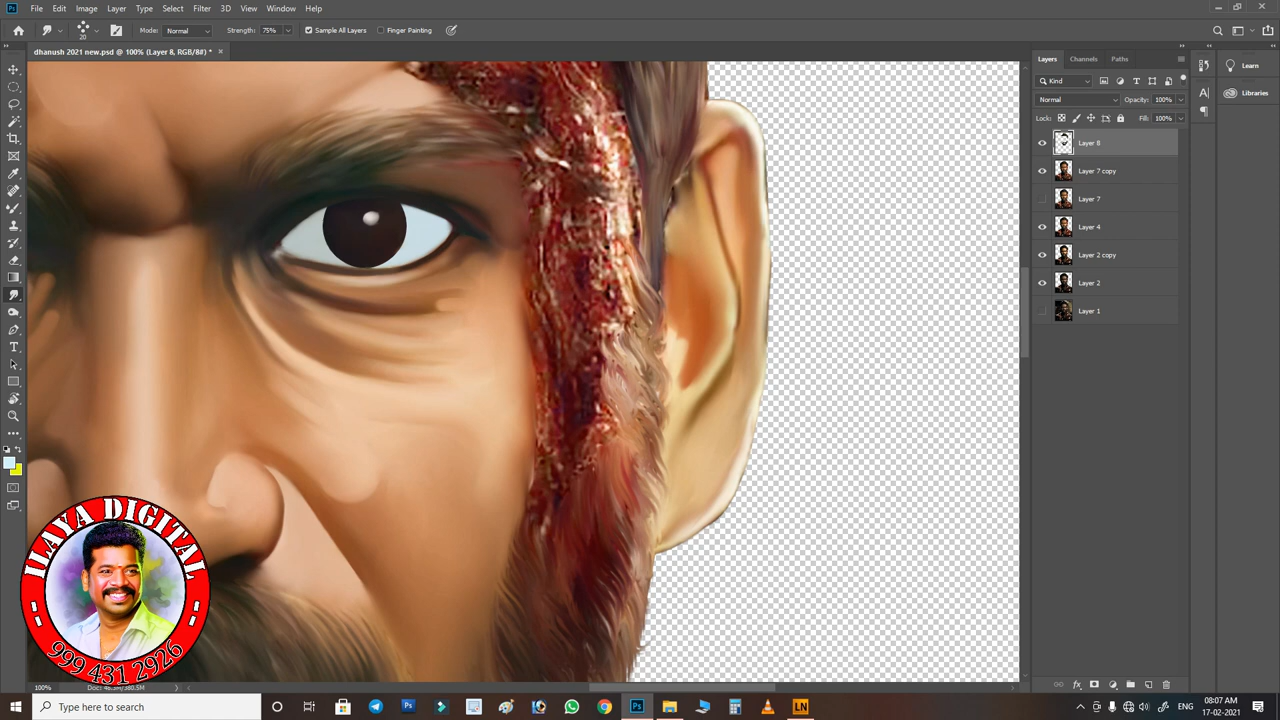 File Edit Image Layer Type Select Filter 3D View Window Help
20 Mode: Normal Strength: 75% Sample All Layers Finger Painting
dhanush 2021 new.psd @ 100% (Layer 8, RGB/8#) * ×
Layers Channels Paths
Learn
Kind
Libraries
Normal Opacity: 100%
Lock: Fill: 100%
Layer 8
Layer 7 copy
Layer 7
Layer 4
Layer 2 copy
Layer 2
Layer 1
ILAYA DIGITAL
999 431 2926
100%
Type here to search
ENG
08:07 AM
17-02-2021